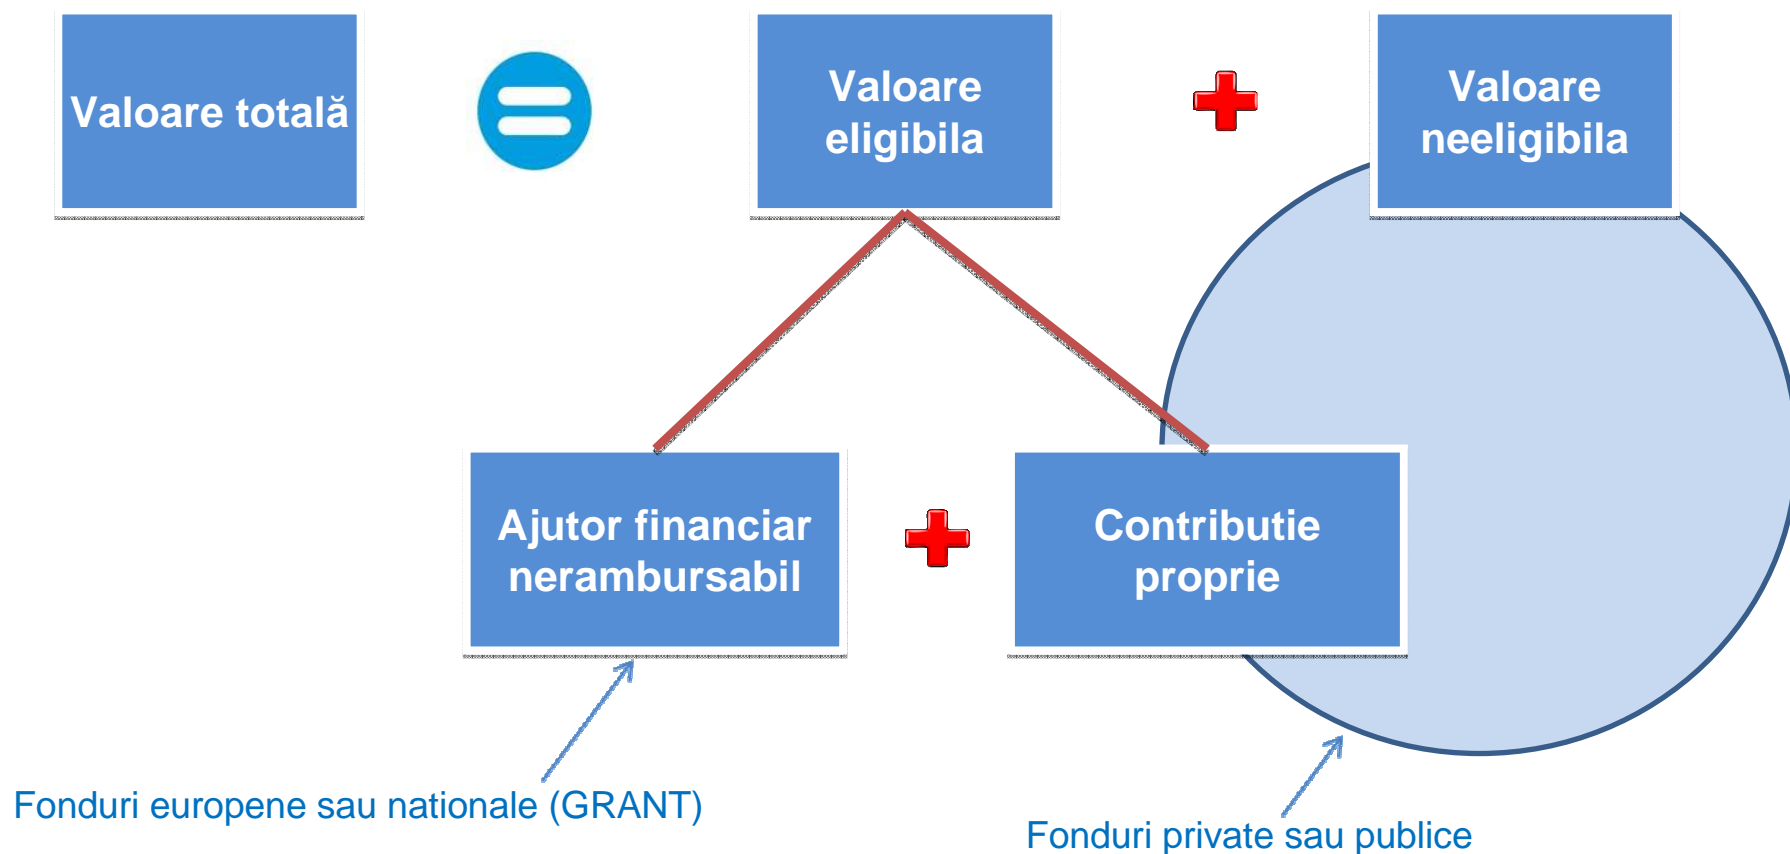 Valoare totală
Valoare
eligibila
Valoare
neeligibila
Ajutor financiar
nerambursabil
Contributie
proprie
Fonduri europene sau nationale (GRANT)
Fonduri private sau publice